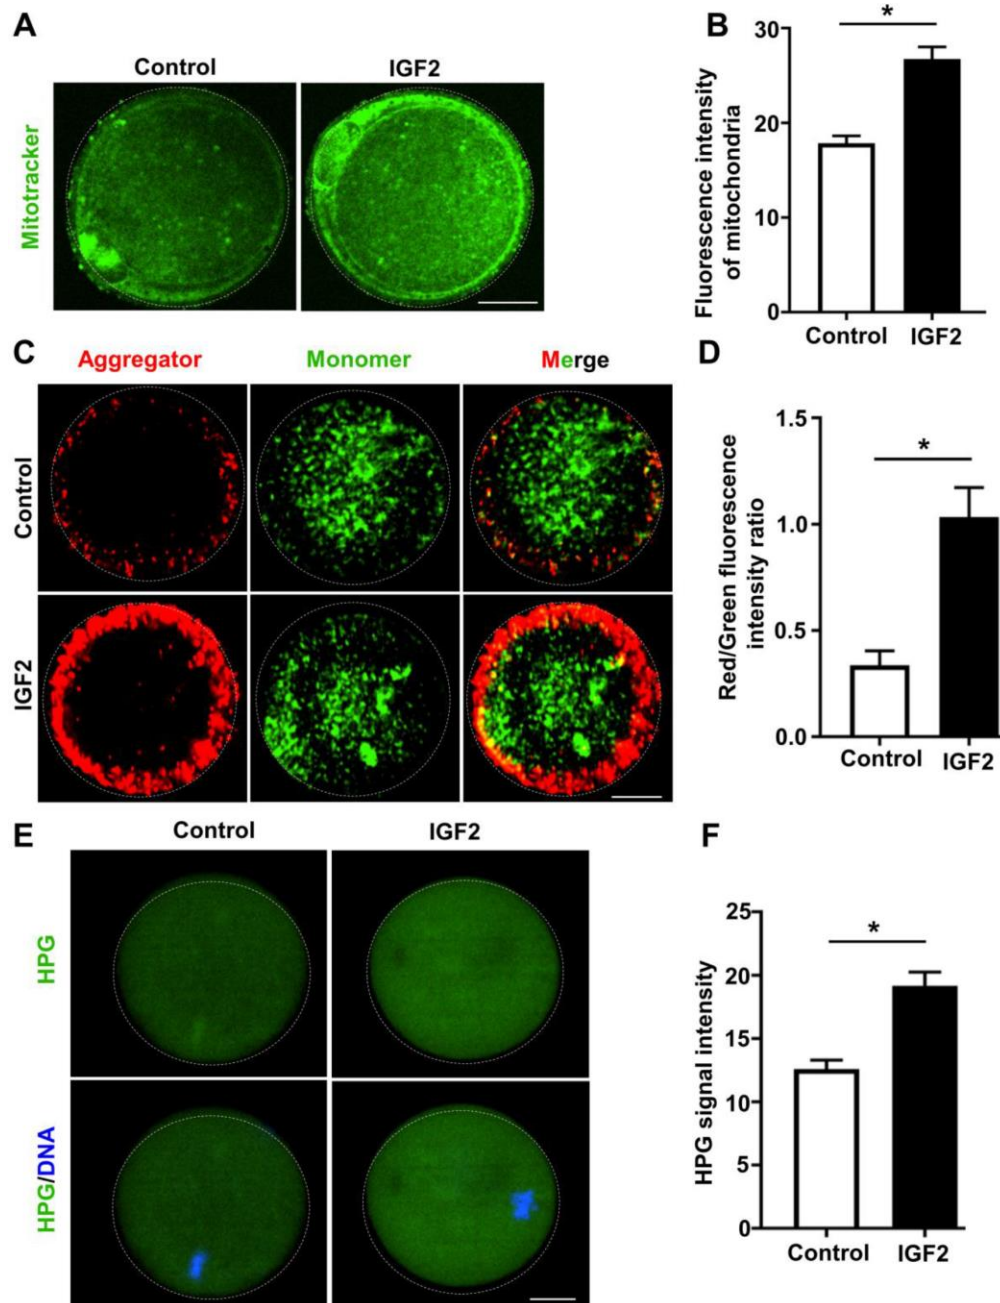 A
Control
IGF2
Mitotracker
B
*
Fluorescence intensity
of mitochondria
30
20
10
0
Control
IGF2
C
Aggregator
Monomer
Merge
Control
IGF2
D
*
Red/Green fluorescence
intensity ratio
1.5
1.0
0.5
0.0
Control
IGF2
E
Control
IGF2
HPG
HPG/DNA
F
*
HPG signal intensity
25
20
15
10
5
0
Control
IGF2